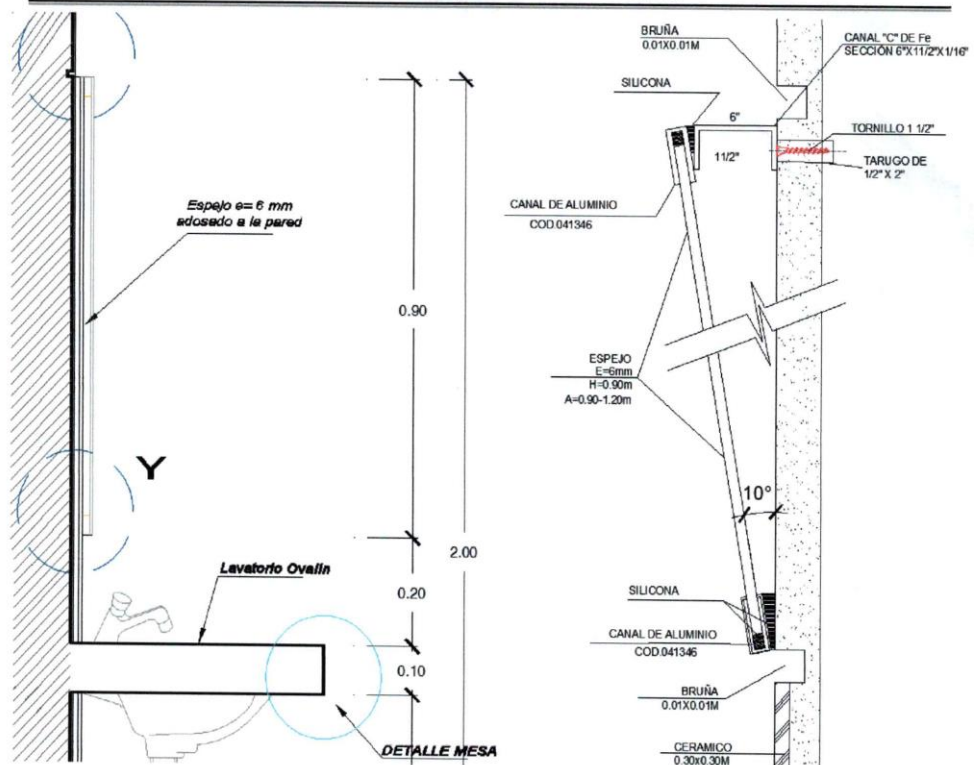 Espejo e= 6 mm
adosado a la pared
0.90
2.00
Y
Lavatorio Ovalin
0.20
0.10
DETALLE MESA
BRUÑA
0.01X0.01M
CANAL "C" DE Fe
SECCIÓN 6"X11/2"X1/16"
SILICONA
6"
11/2"
TORNILLO 1 1/2"
TARUGO DE
1/2" X 2"
CANAL DE ALUMINIO
COD.041346
ESPEJO
E=6mm
H=0.90m
A=0.90-1.20m
10°
SILICONA
CANAL DE ALUMINIO
COD.041346
BRUÑA
0.01X0.01M
CERAMICO
0.30x0.30M